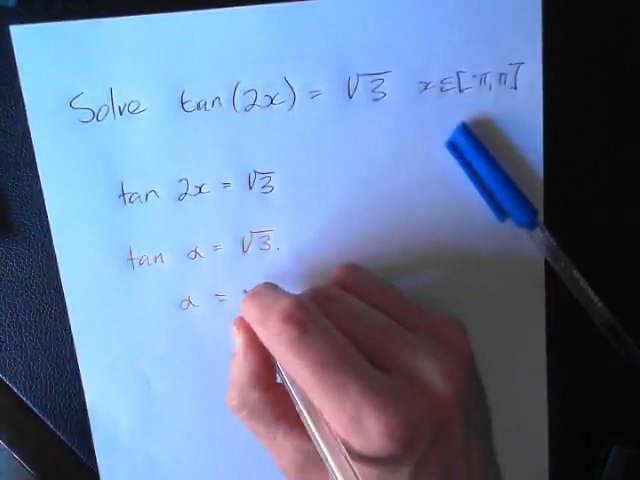 Solve tan(2x) = √3 x∈[-π,π]
tan 2x = √3
tan α = √3.
α =